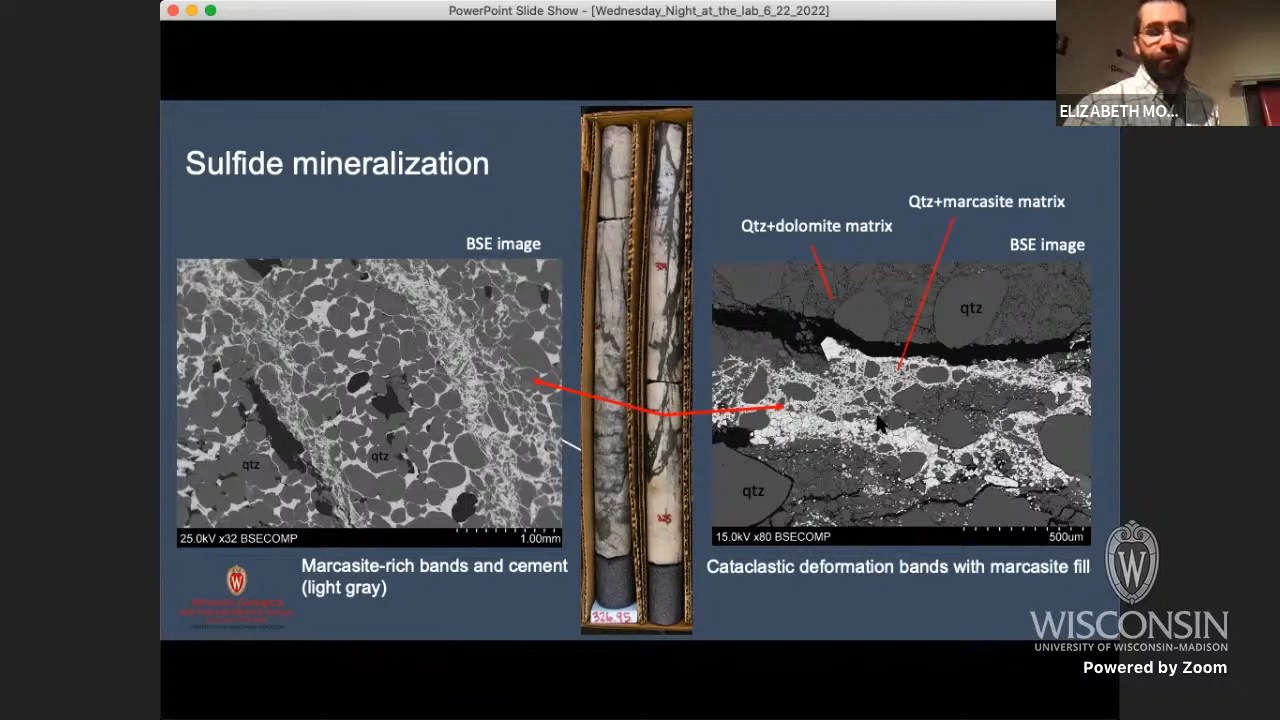 PowerPoint Slide Show - [Wednesday_Night_at_the_lab_6_22_2022]
ELIZABETH MO...
Sulfide mineralization
Qtz+marcasite matrix
Qtz+dolomite matrix
BSE image
BSE image
qtz
qtz
qtz
qtz
25.0kV x32 BSECOMP
1.00mm
15.0kV x80 BSECOMP
500um
Marcasite-rich bands and cement
(light gray)
326.95
Cataclastic deformation bands with marcasite fill
W
WISCONSIN
UNIVERSITY OF WISCONSIN–MADISON
Powered by Zoom